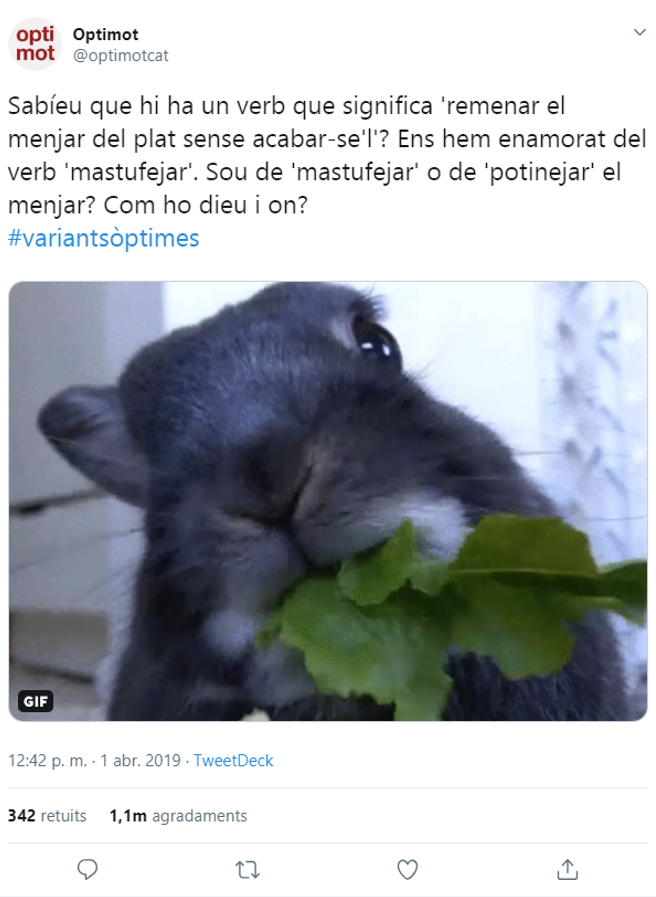 opti
mot
Optimot
@optimotcat
Sabíeu que hi ha un verb que significa 'remenar el
menjar del plat sense acabar-se'l'? Ens hem enamorat del
verb 'mastufejar'. Sou de 'mastufejar' o de 'potinejar' el
menjar? Com ho dieu i on?
#variantsòptimes
GIF
12:42 p. m. · 1 abr. 2019 · TweetDeck
342 retuits 1,1m agradaments